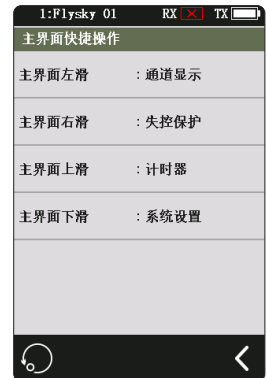 1:Flysky 01 RX TX
主界面快捷操作
主界面左滑 : 通道显示
主界面右滑 : 失控保护
主界面上滑 : 计时器
主界面下滑 : 系统设置